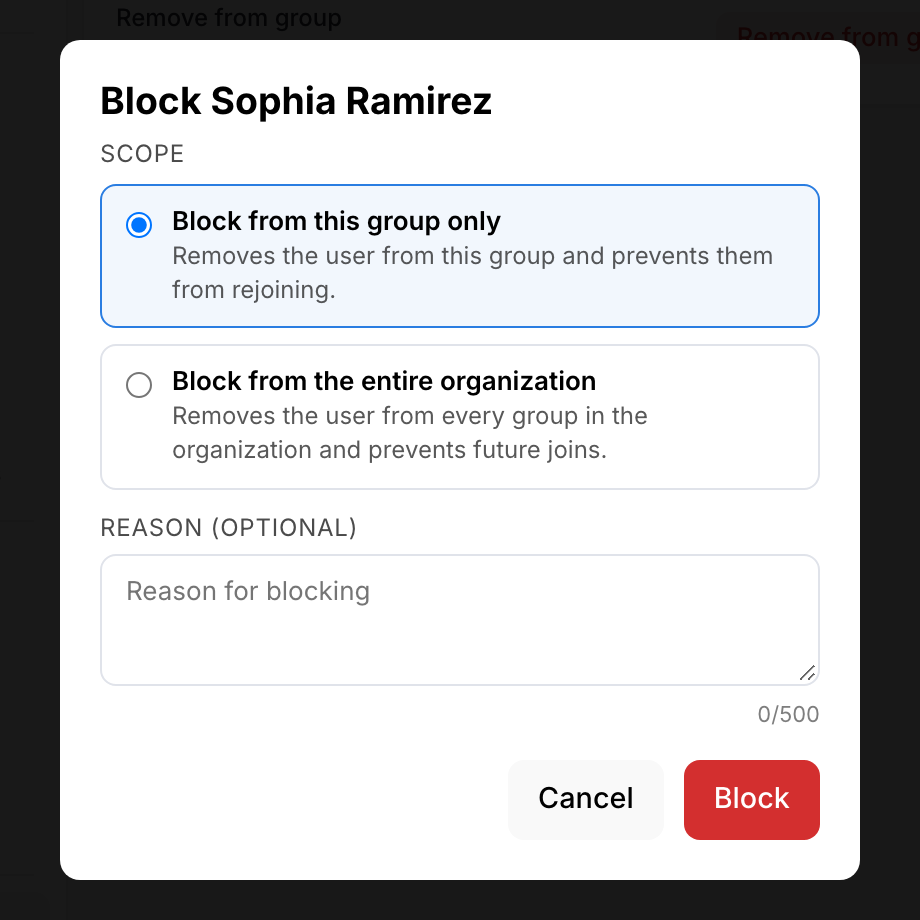 Remove from group
Remove from g
Block Sophia Ramirez
SCOPE
Block from this group only
Removes the user from this group and prevents them
from rejoining.
Block from the entire organization
Removes the user from every group in the
organization and prevents future joins.
REASON (OPTIONAL)
Reason for blocking
0/500
Cancel
Block